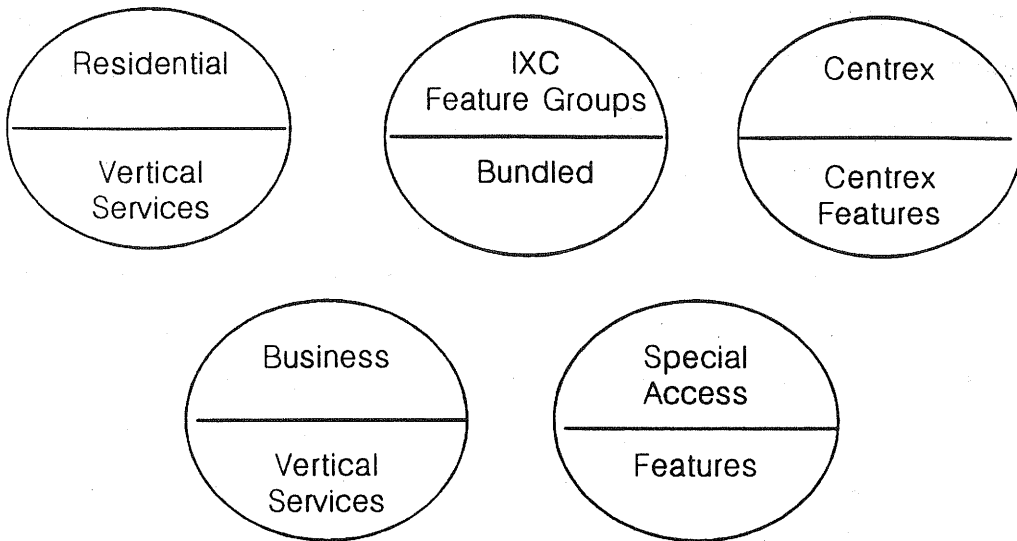 Residential
Vertical
Services
IXC
Feature Groups
Bundled
Centrex
Centrex
Features
Business
Vertical
Services
Special
Access
Features